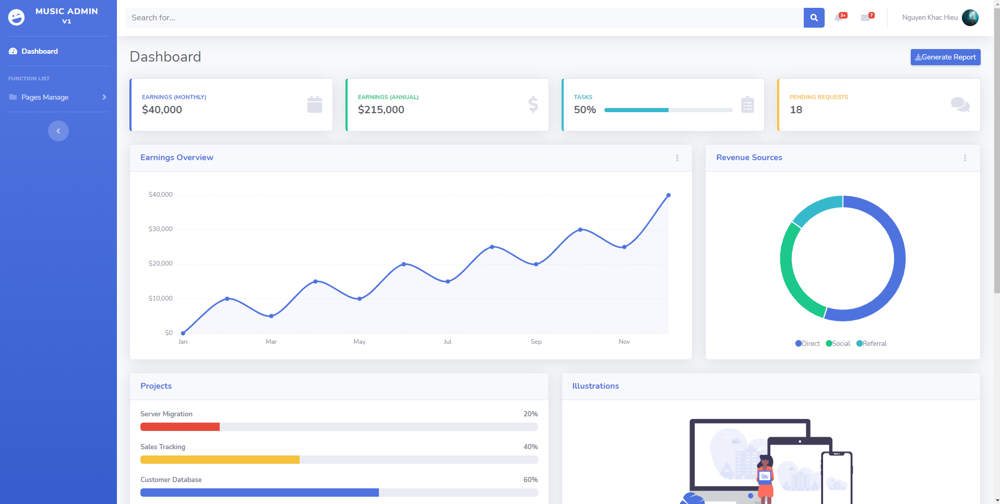 MUSIC ADMIN
V1
Dashboard
FUNCTION LIST
Pages Manage
Search for...
3+
7
Nguyen Khac Hieu
Dashboard
Generate Report
EARNINGS (MONTHLY)
$40,000
EARNINGS (ANNUAL)
$215,000
TASKS
50%
PENDING REQUESTS
18
Earnings Overview
$40,000
$30,000
$20,000
$10,000
$0
Jan Mar May Jul Sep Nov
Revenue Sources
Direct Social Referral
Projects
Server Migration 20%
Sales Tracking 40%
Customer Database 60%
Illustrations